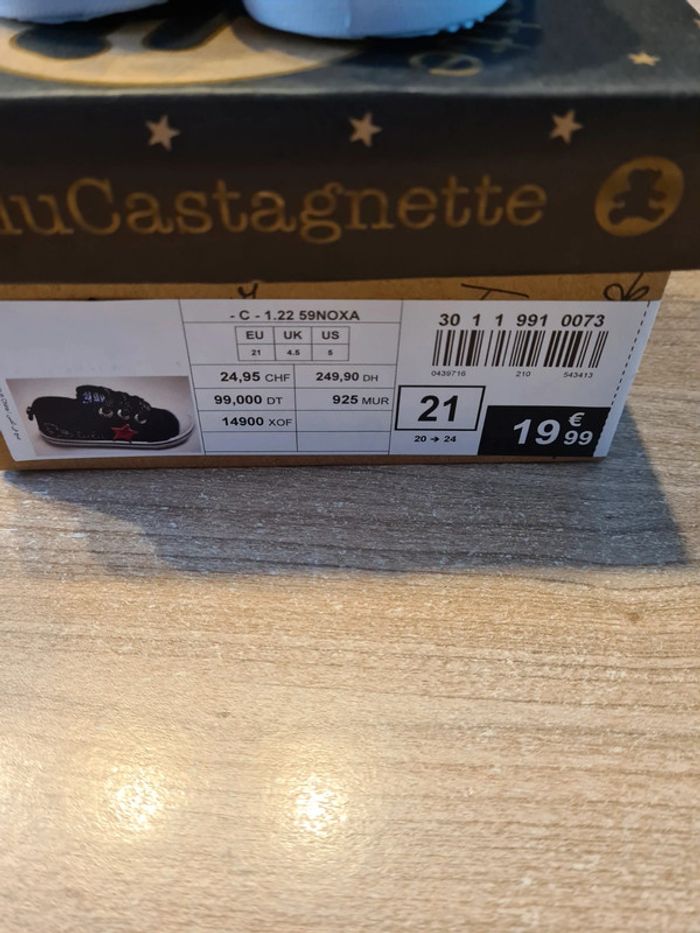 luCastagnette
- C - 1.22 59NOXA
EU UK US
21 4.5 5
24,95 CHF 249,90 DH
99,000 DT 925 MUR
14900 XOF
30 1 1 991 0073
0439716 210 543413
21
20 → 24
19 €99